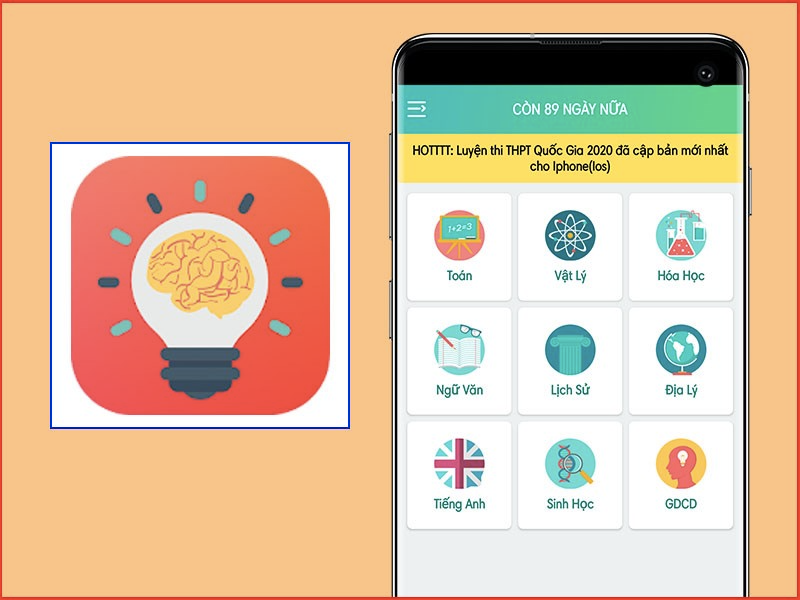 CÒN 89 NGÀY NỮA
HOTTTT: Luyện thi THPT Quốc Gia 2020 đã cập bản mới nhất
cho Iphone(Ios)
1+2=3
Toán
Vật Lý
Hóa Học
Ngữ Văn
Lịch Sử
Địa Lý
Tiếng Anh
Sinh Học
GDCD